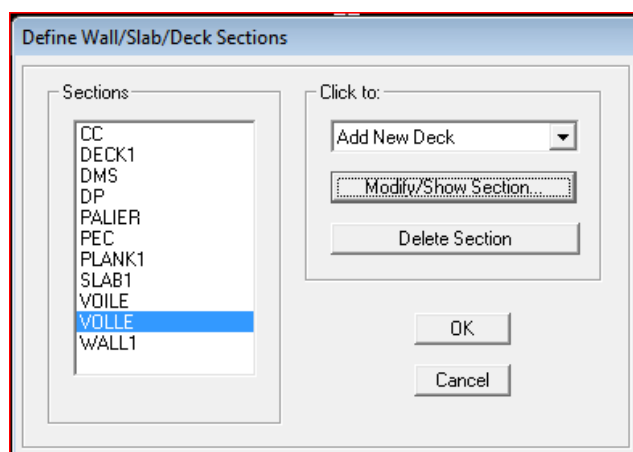 Define Wall/Slab/Deck Sections
Sections
CC
DECK1
DMS
DP
PALIER
PEC
PLANK1
SLAB1
VOILE
VOLLE
WALL1
Click to:
Add New Deck
Modify/Show Section...
Delete Section
OK
Cancel